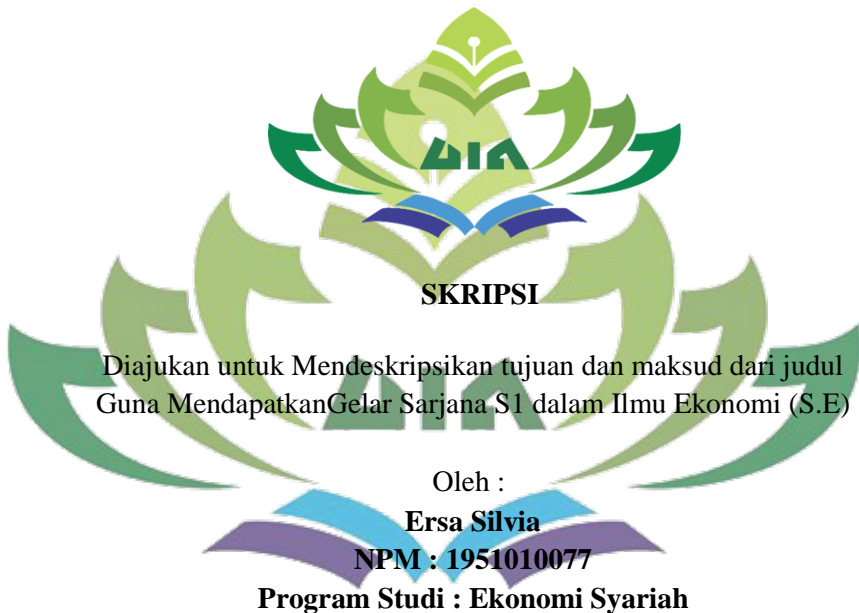 UIN
SKRIPSI
Diajukan untuk Mendeskripsikan tujuan dan maksud dari judul
Guna MendapatkanGelar Sarjana S1 dalam Ilmu Ekonomi (S.E)
Oleh :
Ersa Silvia
NPM : 1951010077
Program Studi : Ekonomi Syariah